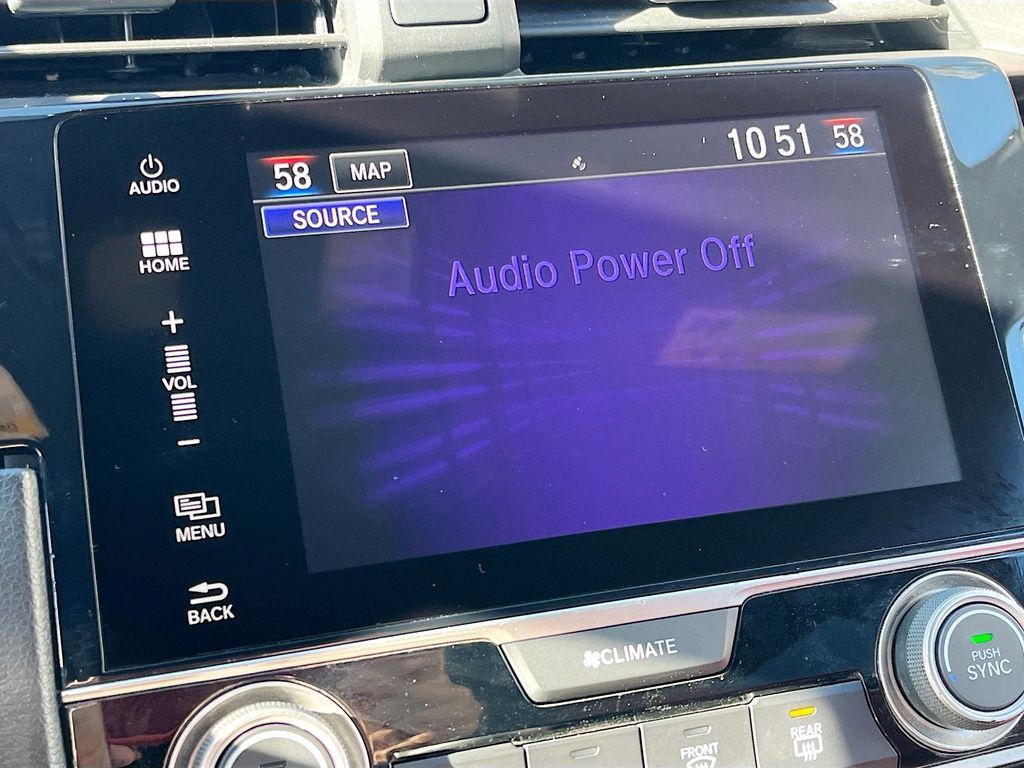 AUDIO
HOME
+
VOL
−
MENU
BACK
58 MAP 10 51 58
SOURCE
Audio Power Off
CLIMATE
PUSH
SYNC
FRONT
REAR